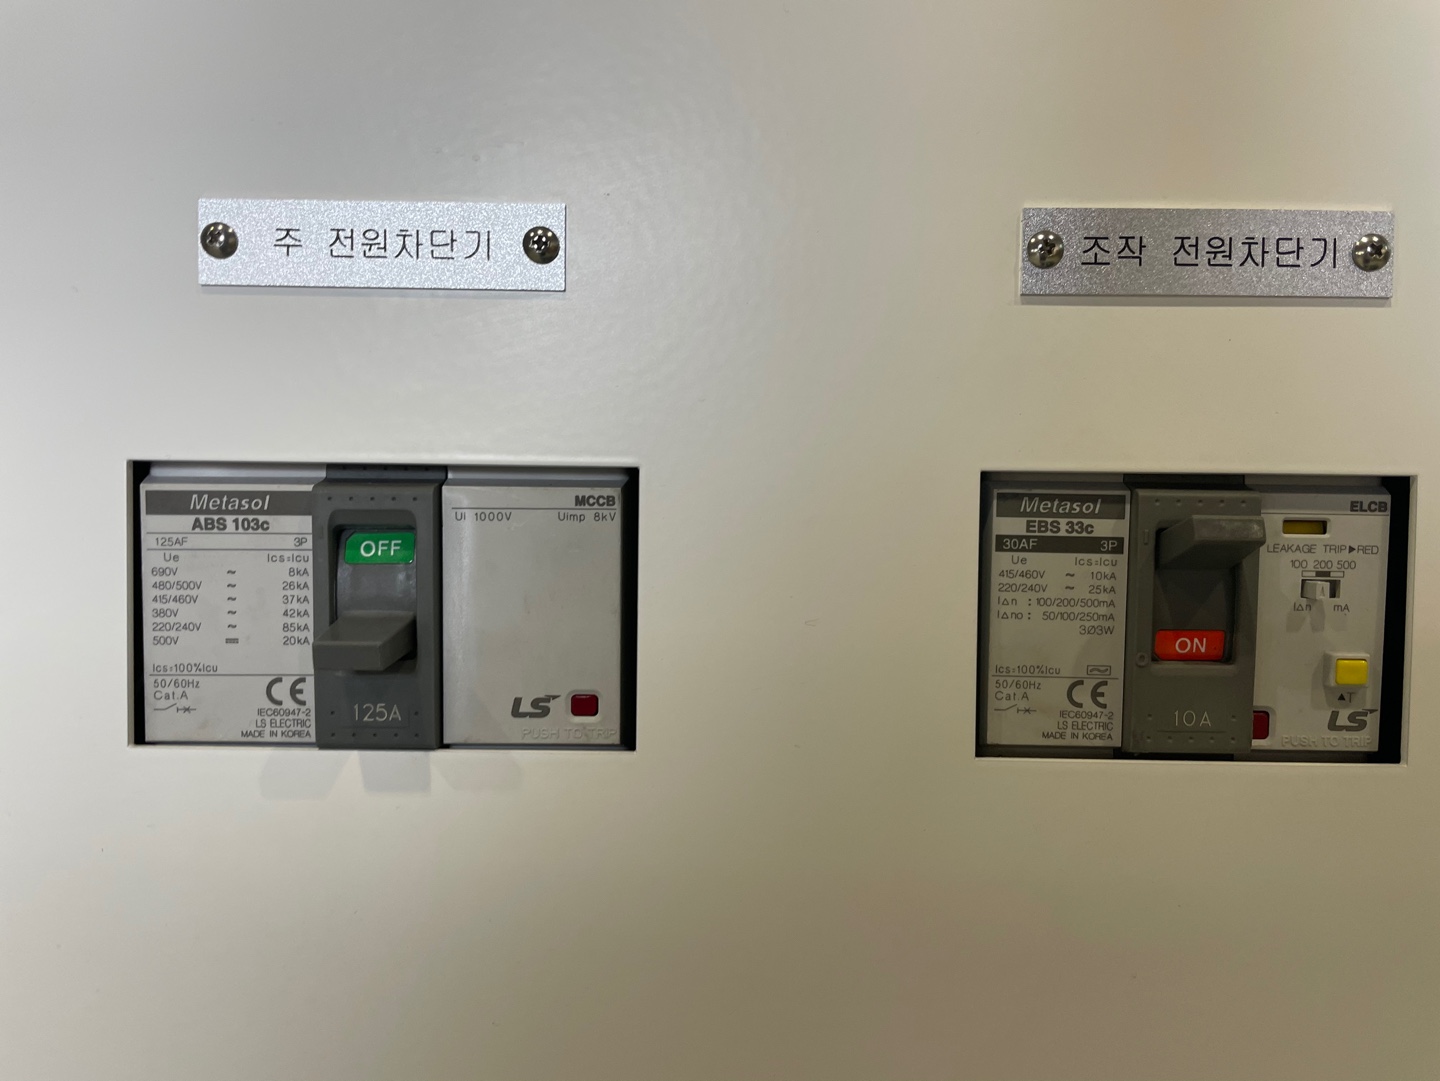 주 전원차단기
조작 전원차단기
Metasol
ABS 103c
125AF 3P
Ue Ics=Icu
690V ~ 8kA
480/500V ~ 26kA
415/460V ~ 37kA
380V ~ 42kA
220/240V ~ 85kA
500V ⎓ 20kA
Ics=100%Icu
50/60Hz
Cat.A
CE
IEC60947-2
LS ELECTRIC
MADE IN KOREA
OFF
125A
MCCB
Ui 1000V Uimp 8kV
LS
PUSH TO TRIP
Metasol
EBS 33c
30AF 3P
Ue Ics=Icu
415/460V ~ 10kA
220/240V ~ 25kA
I∆n : 100/200/500mA
I∆no : 50/100/250mA
3Ø3W
Ics=100%Icu
50/60Hz
Cat.A
CE
IEC60947-2
LS ELECTRIC
MADE IN KOREA
ON
10A
ELCB
LEAKAGE TRIP▶RED
100 200 500
I∆n mA
▲T
LS
PUSH TO TRIP